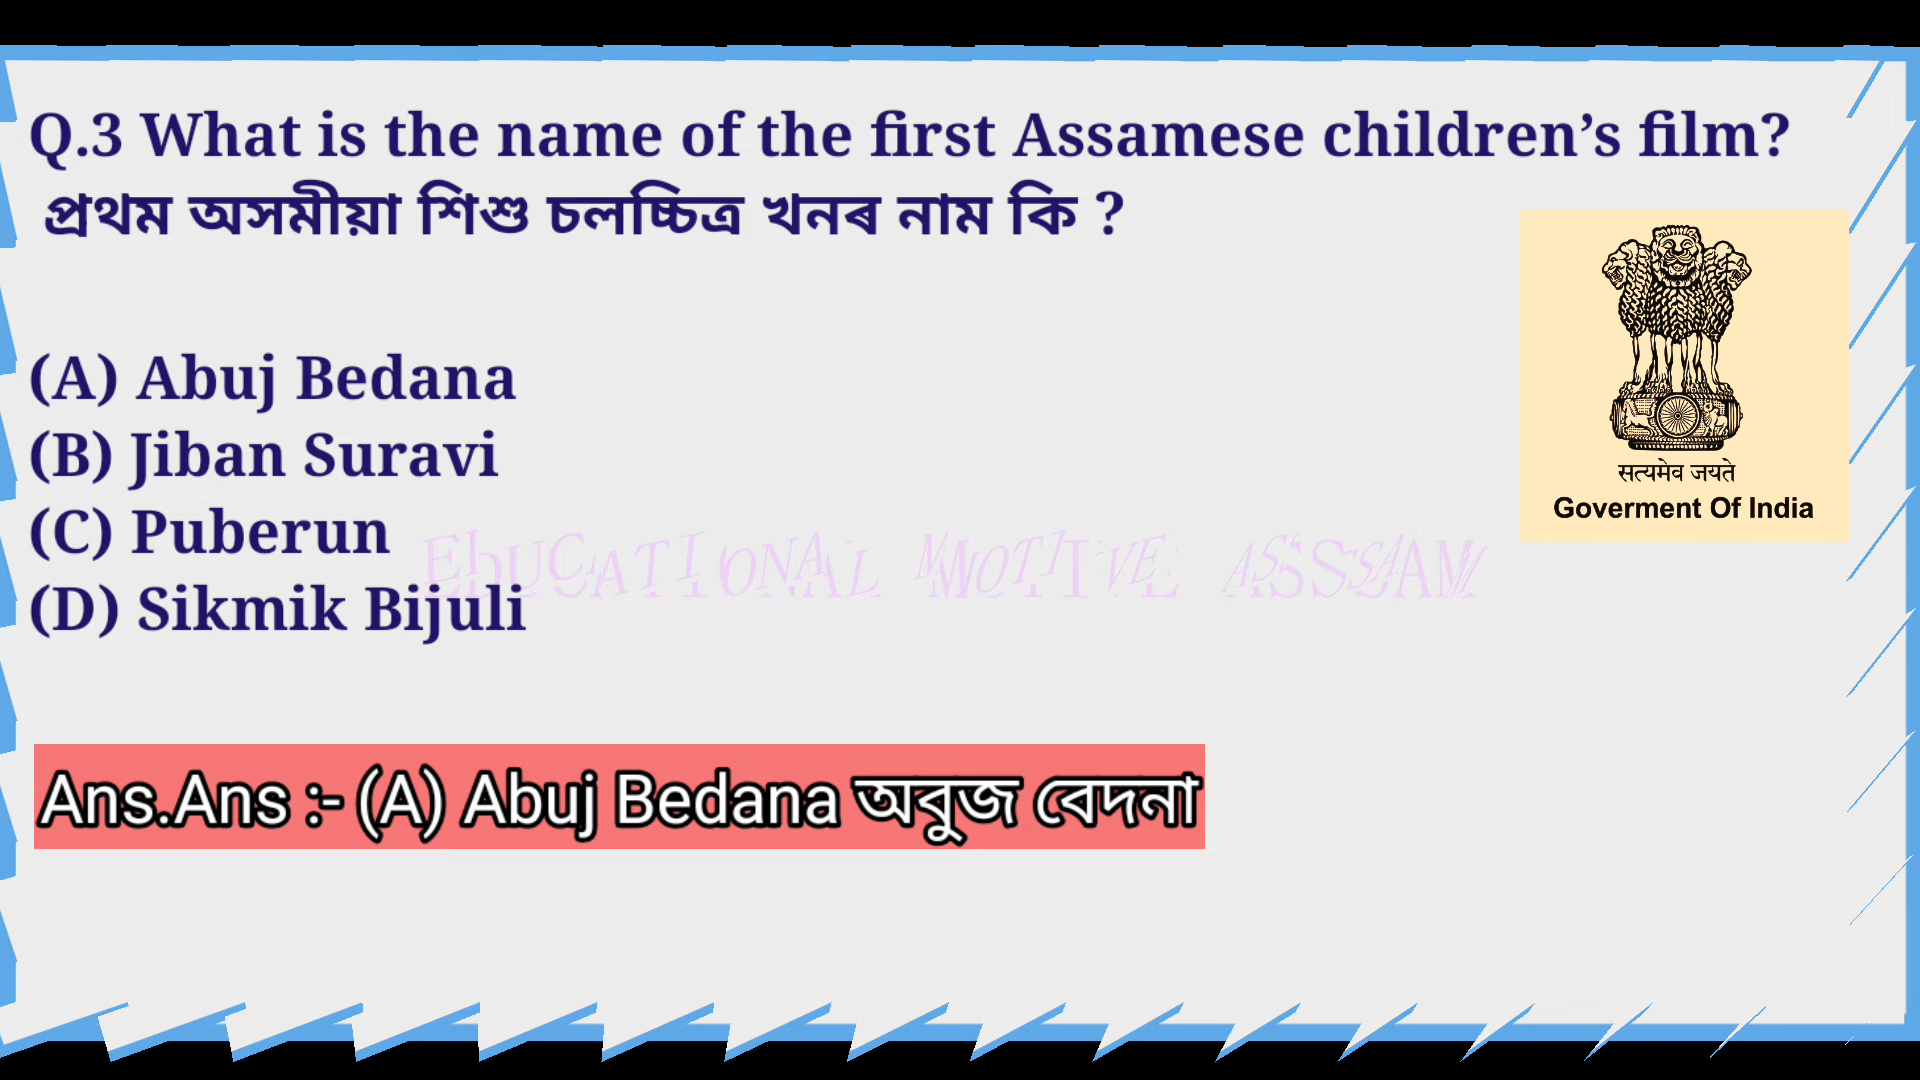 Q.3 What is the name of the first Assamese children’s film?
প্ৰথম অসমীয়া শিশু চলচ্চিত্ৰ খনৰ নাম কি ?
(A) Abuj Bedana
(B) Jiban Suravi
(C) Puberun
(D) Sikmik Bijuli
सत्यमेव जयते
Goverment Of India
EDUCATIONAL MOTIVE ASSAM
Ans.Ans :- (A) Abuj Bedana অবুজ বেদনা